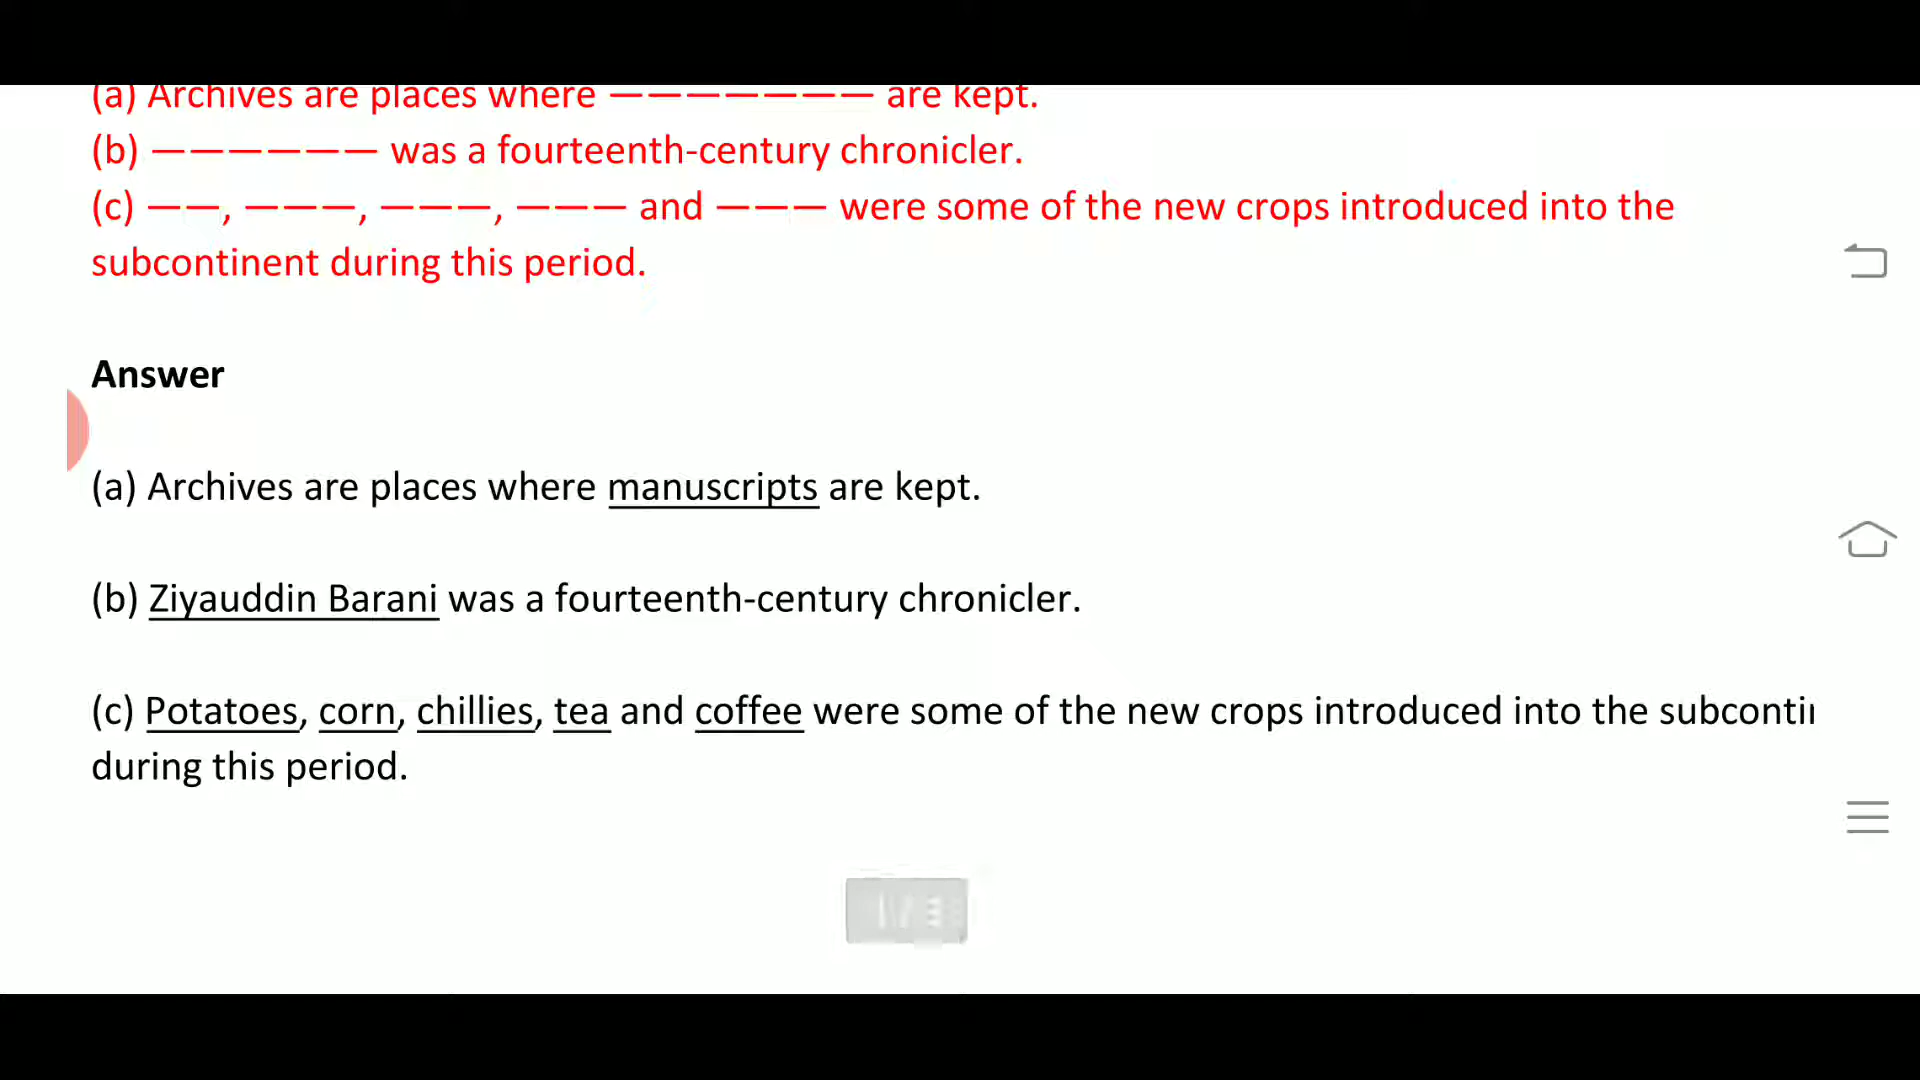 (a) Archives are places where ——————— are kept.
(b) —————— was a fourteenth-century chronicler.
(c) ——, ———, ———, ——— and ——— were some of the new crops introduced into the
subcontinent during this period.
Answer
(a) Archives are places where manuscripts are kept.
(b) Ziyauddin Barani was a fourteenth-century chronicler.
(c) Potatoes, corn, chillies, tea and coffee were some of the new crops introduced into the
during this period.